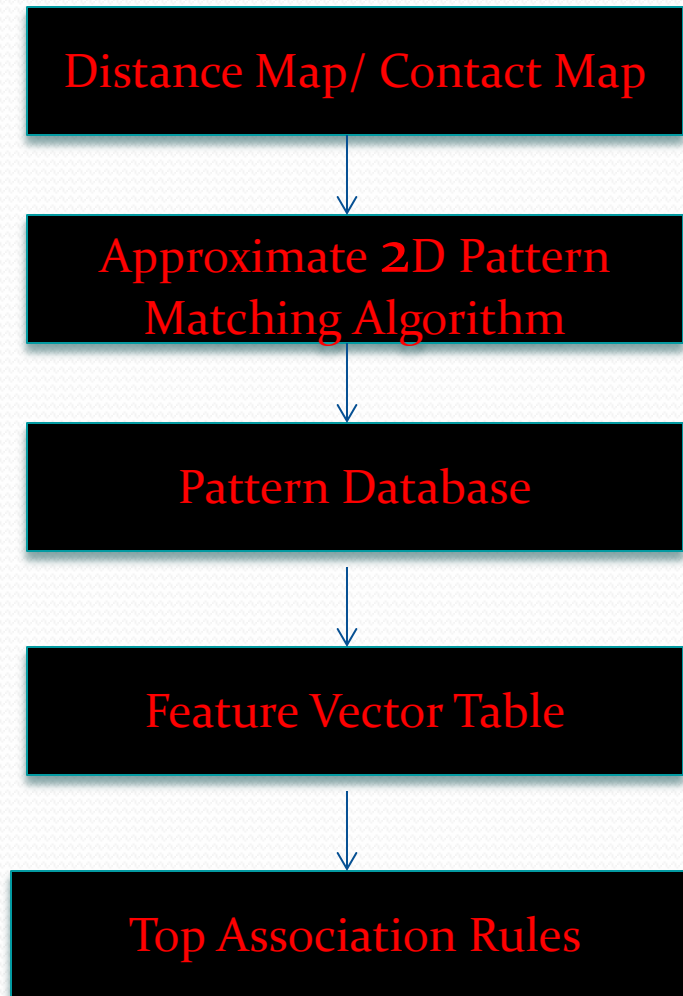 Distance Map/ Contact Map
Approximate 2D Pattern
Matching Algorithm
Pattern Database
Feature Vector Table
Top Association Rules